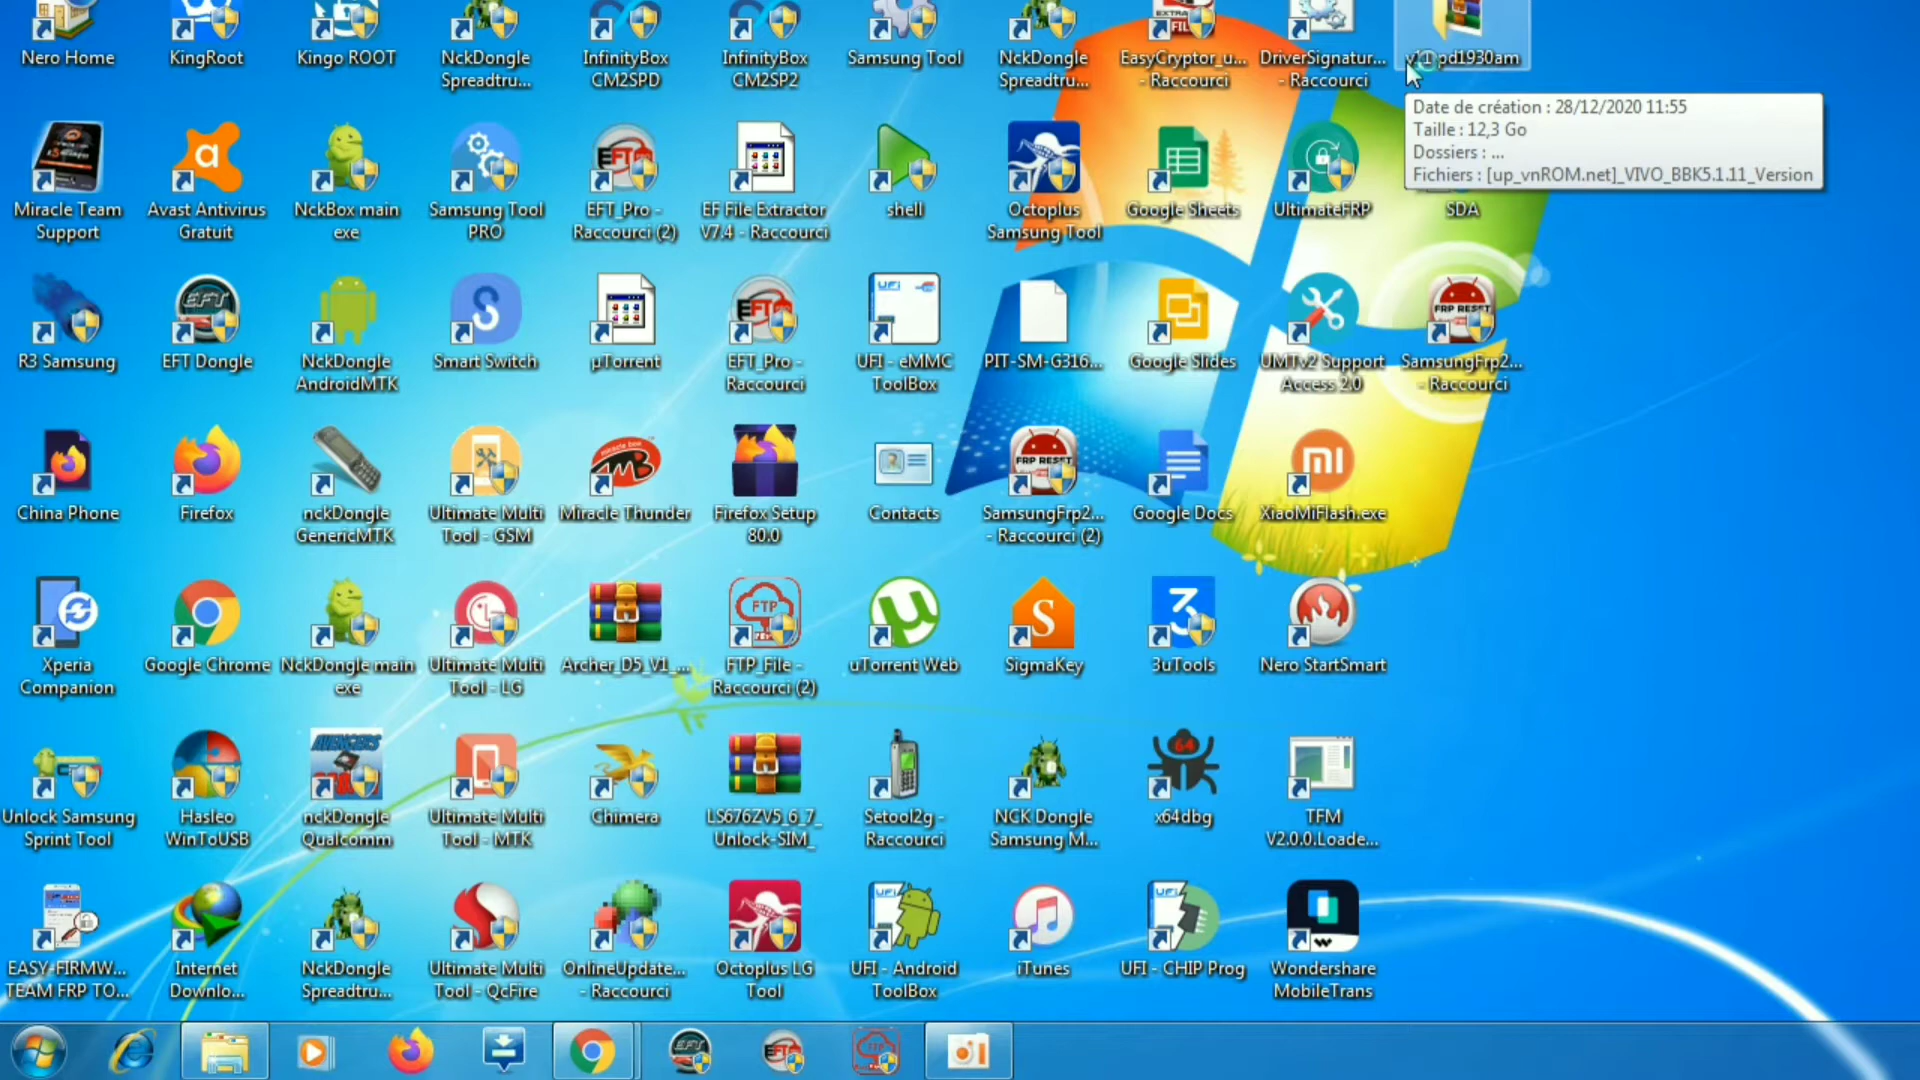 Nero Home
KingRoot
Kingo ROOT
NckDongle
Spreadtru...
InfinityBox
CM2SPD
InfinityBox
CM2SP2
Samsung Tool
NckDongle
Spreadtru...
EasyCryptor_u...
- Raccourci
DriverSignatur...
- Raccourci
pd1930am
Date de création : 28/12/2020 11:55
Taille : 12,3 Go
Dossiers : ...
Fichiers : [up_vnROM.net]_VIVO_BBK5.1.11_Version
Miracle Team
Support
Avast Antivirus
Gratuit
NckBox main
exe
Samsung Tool
PRO
EFT_Pro -
Raccourci (2)
EF File Extractor
V7.4 - Raccourci
shell
Octoplus
Samsung Tool
Google Sheets
UltimateFRP
SDA
R3 Samsung
EFT Dongle
NckDongle
AndroidMTK
Smart Switch
µTorrent
EFT_Pro -
Raccourci
UFI - eMMC
ToolBox
PIT-SM-G316...
Google Slides
UMTv2 Support
Access 2.0
FRP RESET
SamsungFrp2...
- Raccourci
China Phone
Firefox
nckDongle
GenericMTK
Ultimate Multi
Tool - GSM
Miracle Thunder
Firefox Setup
80.0
Contacts
FRP RESET
SamsungFrp2...
- Raccourci (2)
Google Docs
XiaoMiFlash.exe
Xperia
Companion
Google Chrome
NckDongle main
exe
Ultimate Multi
Tool - LG
Archer_D5_V1_...
FTP
FTP_File -
Raccourci (2)
uTorrent Web
SigmaKey
3uTools
Nero StartSmart
Unlock Samsung
Sprint Tool
Hasleo
WinToUSB
AVENGERS
nckDongle
Qualcomm
Ultimate Multi
Tool - MTK
Chimera
LS676ZV5_6_7_
Unlock-SIM_
Setool2g -
Raccourci
NCK Dongle
Samsung M...
64
x64dbg
TFM
V2.0.0.Loade...
EASY-FIRMW...
TEAM FRP TO...
Internet
Downlo...
NckDongle
Spreadtru...
Ultimate Multi
Tool - QcFire
OnlineUpdate...
- Raccourci
Octoplus LG
Tool
UFI - Android
ToolBox
iTunes
UFI - CHIP Prog
Wondershare
MobileTrans